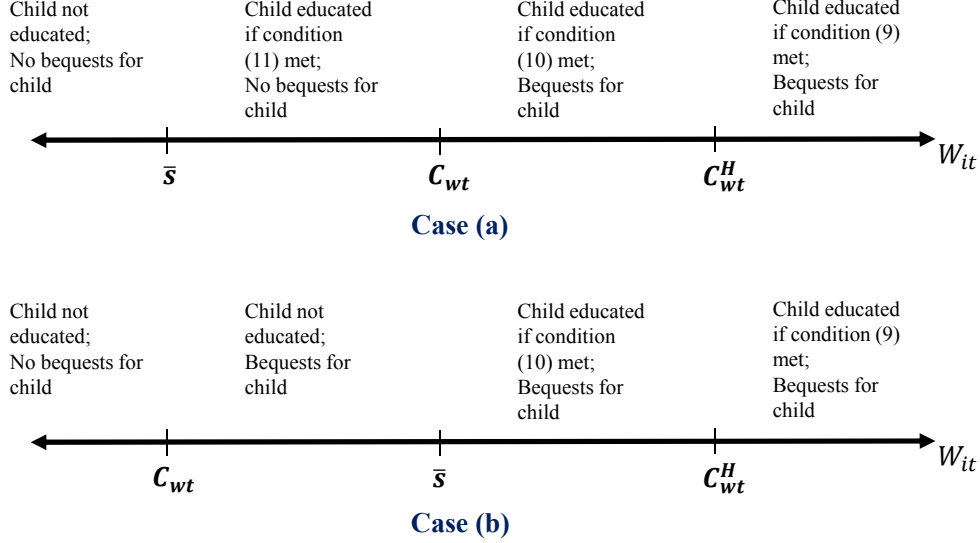 Child not
educated;
No bequests for
child
Child educated
if condition
(11) met;
No bequests for
child
Child educated
if condition
(10) met;
Bequests for
child
Child educated
if condition (9)
met;
Bequests for
child
s̅
C_wt
C^H_wt
W_it
Case (a)
Child not
educated;
No bequests for
child
Child not
educated;
Bequests for
child
Child educated
if condition
(10) met;
Bequests for
child
Child educated
if condition (9)
met;
Bequests for
child
C_wt
s̅
C^H_wt
W_it
Case (b)